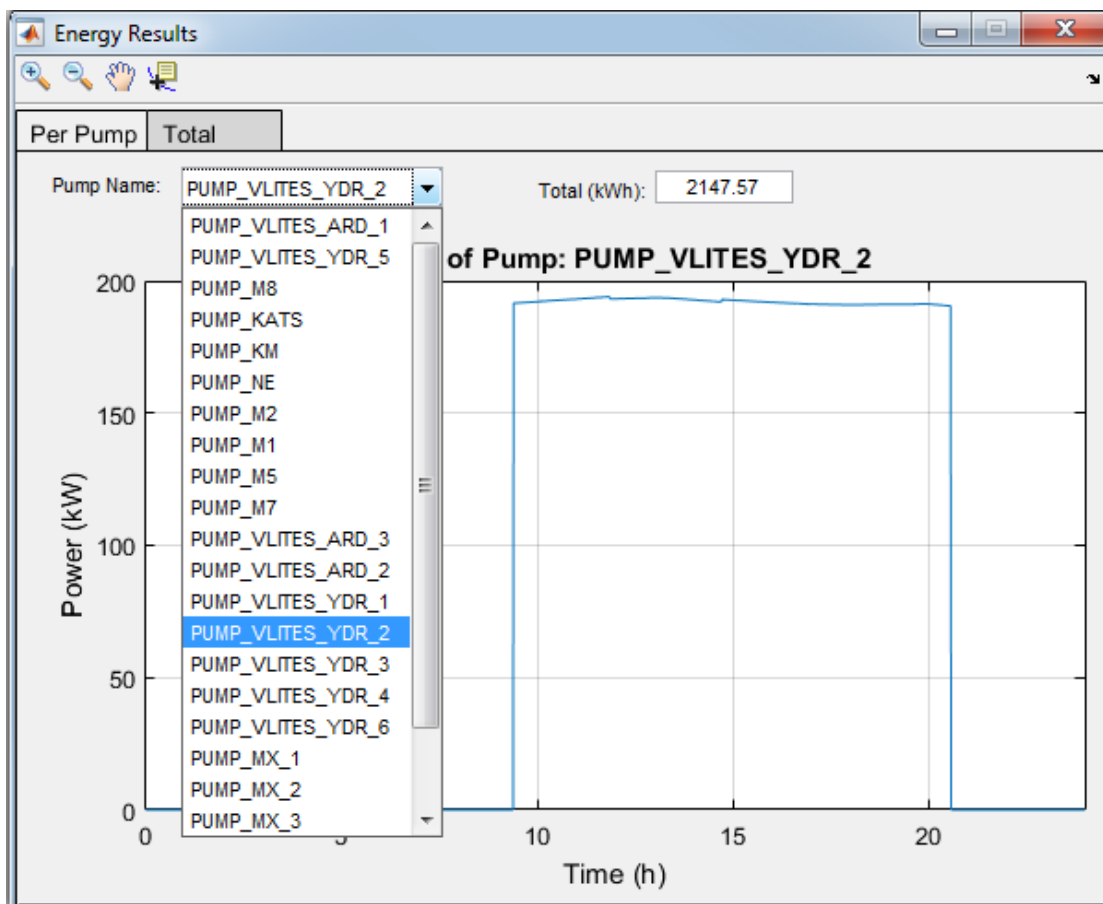 Energy Results
Per Pump Total
Pump Name: PUMP_VLITES_YDR_2 Total (kWh): 2147.57
of Pump: PUMP_VLITES_YDR_2
PUMP_VLITES_ARD_1
PUMP_VLITES_YDR_5
PUMP_M8
PUMP_KATS
PUMP_KM
PUMP_NE
PUMP_M2
PUMP_M1
PUMP_M5
PUMP_M7
PUMP_VLITES_ARD_3
PUMP_VLITES_ARD_2
PUMP_VLITES_YDR_1
PUMP_VLITES_YDR_2
PUMP_VLITES_YDR_3
PUMP_VLITES_YDR_4
PUMP_VLITES_YDR_6
PUMP_MX_1
PUMP_MX_2
PUMP_MX_3
Power (kW)
200
150
100
50
0
0 10 15 20
Time (h)